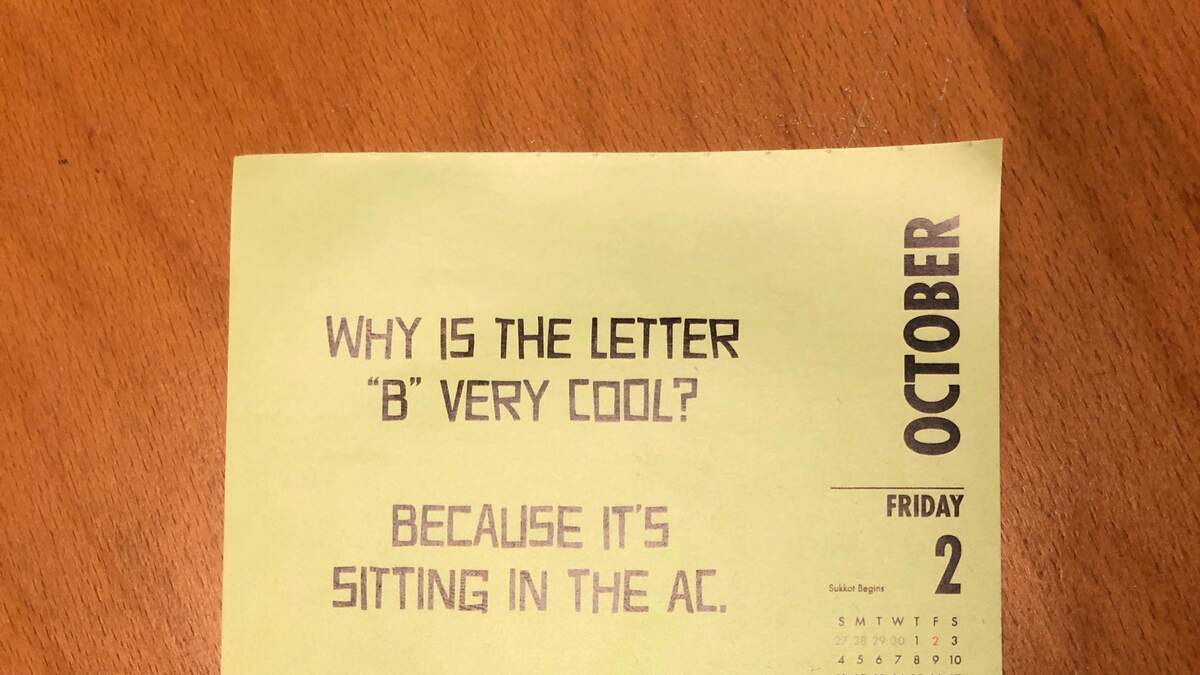 WHY IS THE LETTER
“B” VERY COOL?
BECAUSE IT'S
SITTING IN THE AC.
OCTOBER
FRIDAY
2
Sukkot Begins
S M T W T F S
27 28 29 30 1 2 3
4 5 6 7 8 9 10